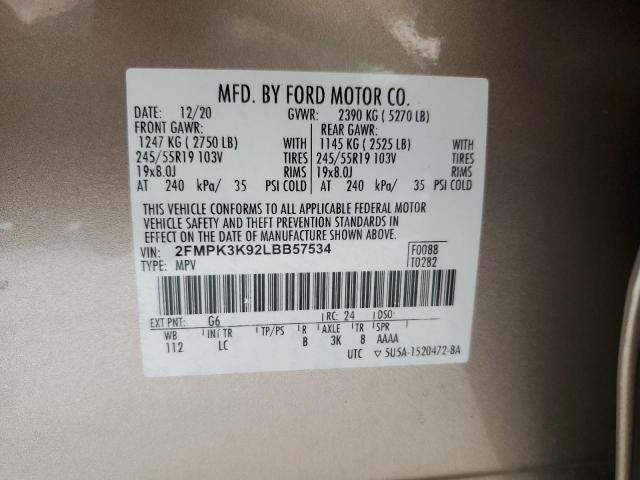 MFD. BY FORD MOTOR CO.
DATE: 12/20 GVWR: 2390 KG ( 5270 LB)
FRONT GAWR: REAR GAWR:
1247 KG ( 2750 LB) WITH 1145 KG ( 2525 LB) WITH
245/55R19 103V TIRES 245/55R19 103V TIRES
19x8.0J RIMS 19x8.0J RIMS
AT 240 kPa/ 35 PSI COLD AT 240 kPa/ 35 PSI COLD
THIS VEHICLE CONFORMS TO ALL APPLICABLE FEDERAL MOTOR
VEHICLE SAFETY AND THEFT PREVENTION STANDARDS IN
EFFECT ON THE DATE OF MANUFACTURE SHOWN ABOVE.
VIN: 2FMPK3K92LBB57534 F0088
TYPE: MPV T0282
EXT PNT: G6 RC: 24 DSO:
WB INT TR TP/PS R AXLE TR SPR
112 LC B 3K 8 AAAA
UTC ▽ 5U5A-1520472-BA